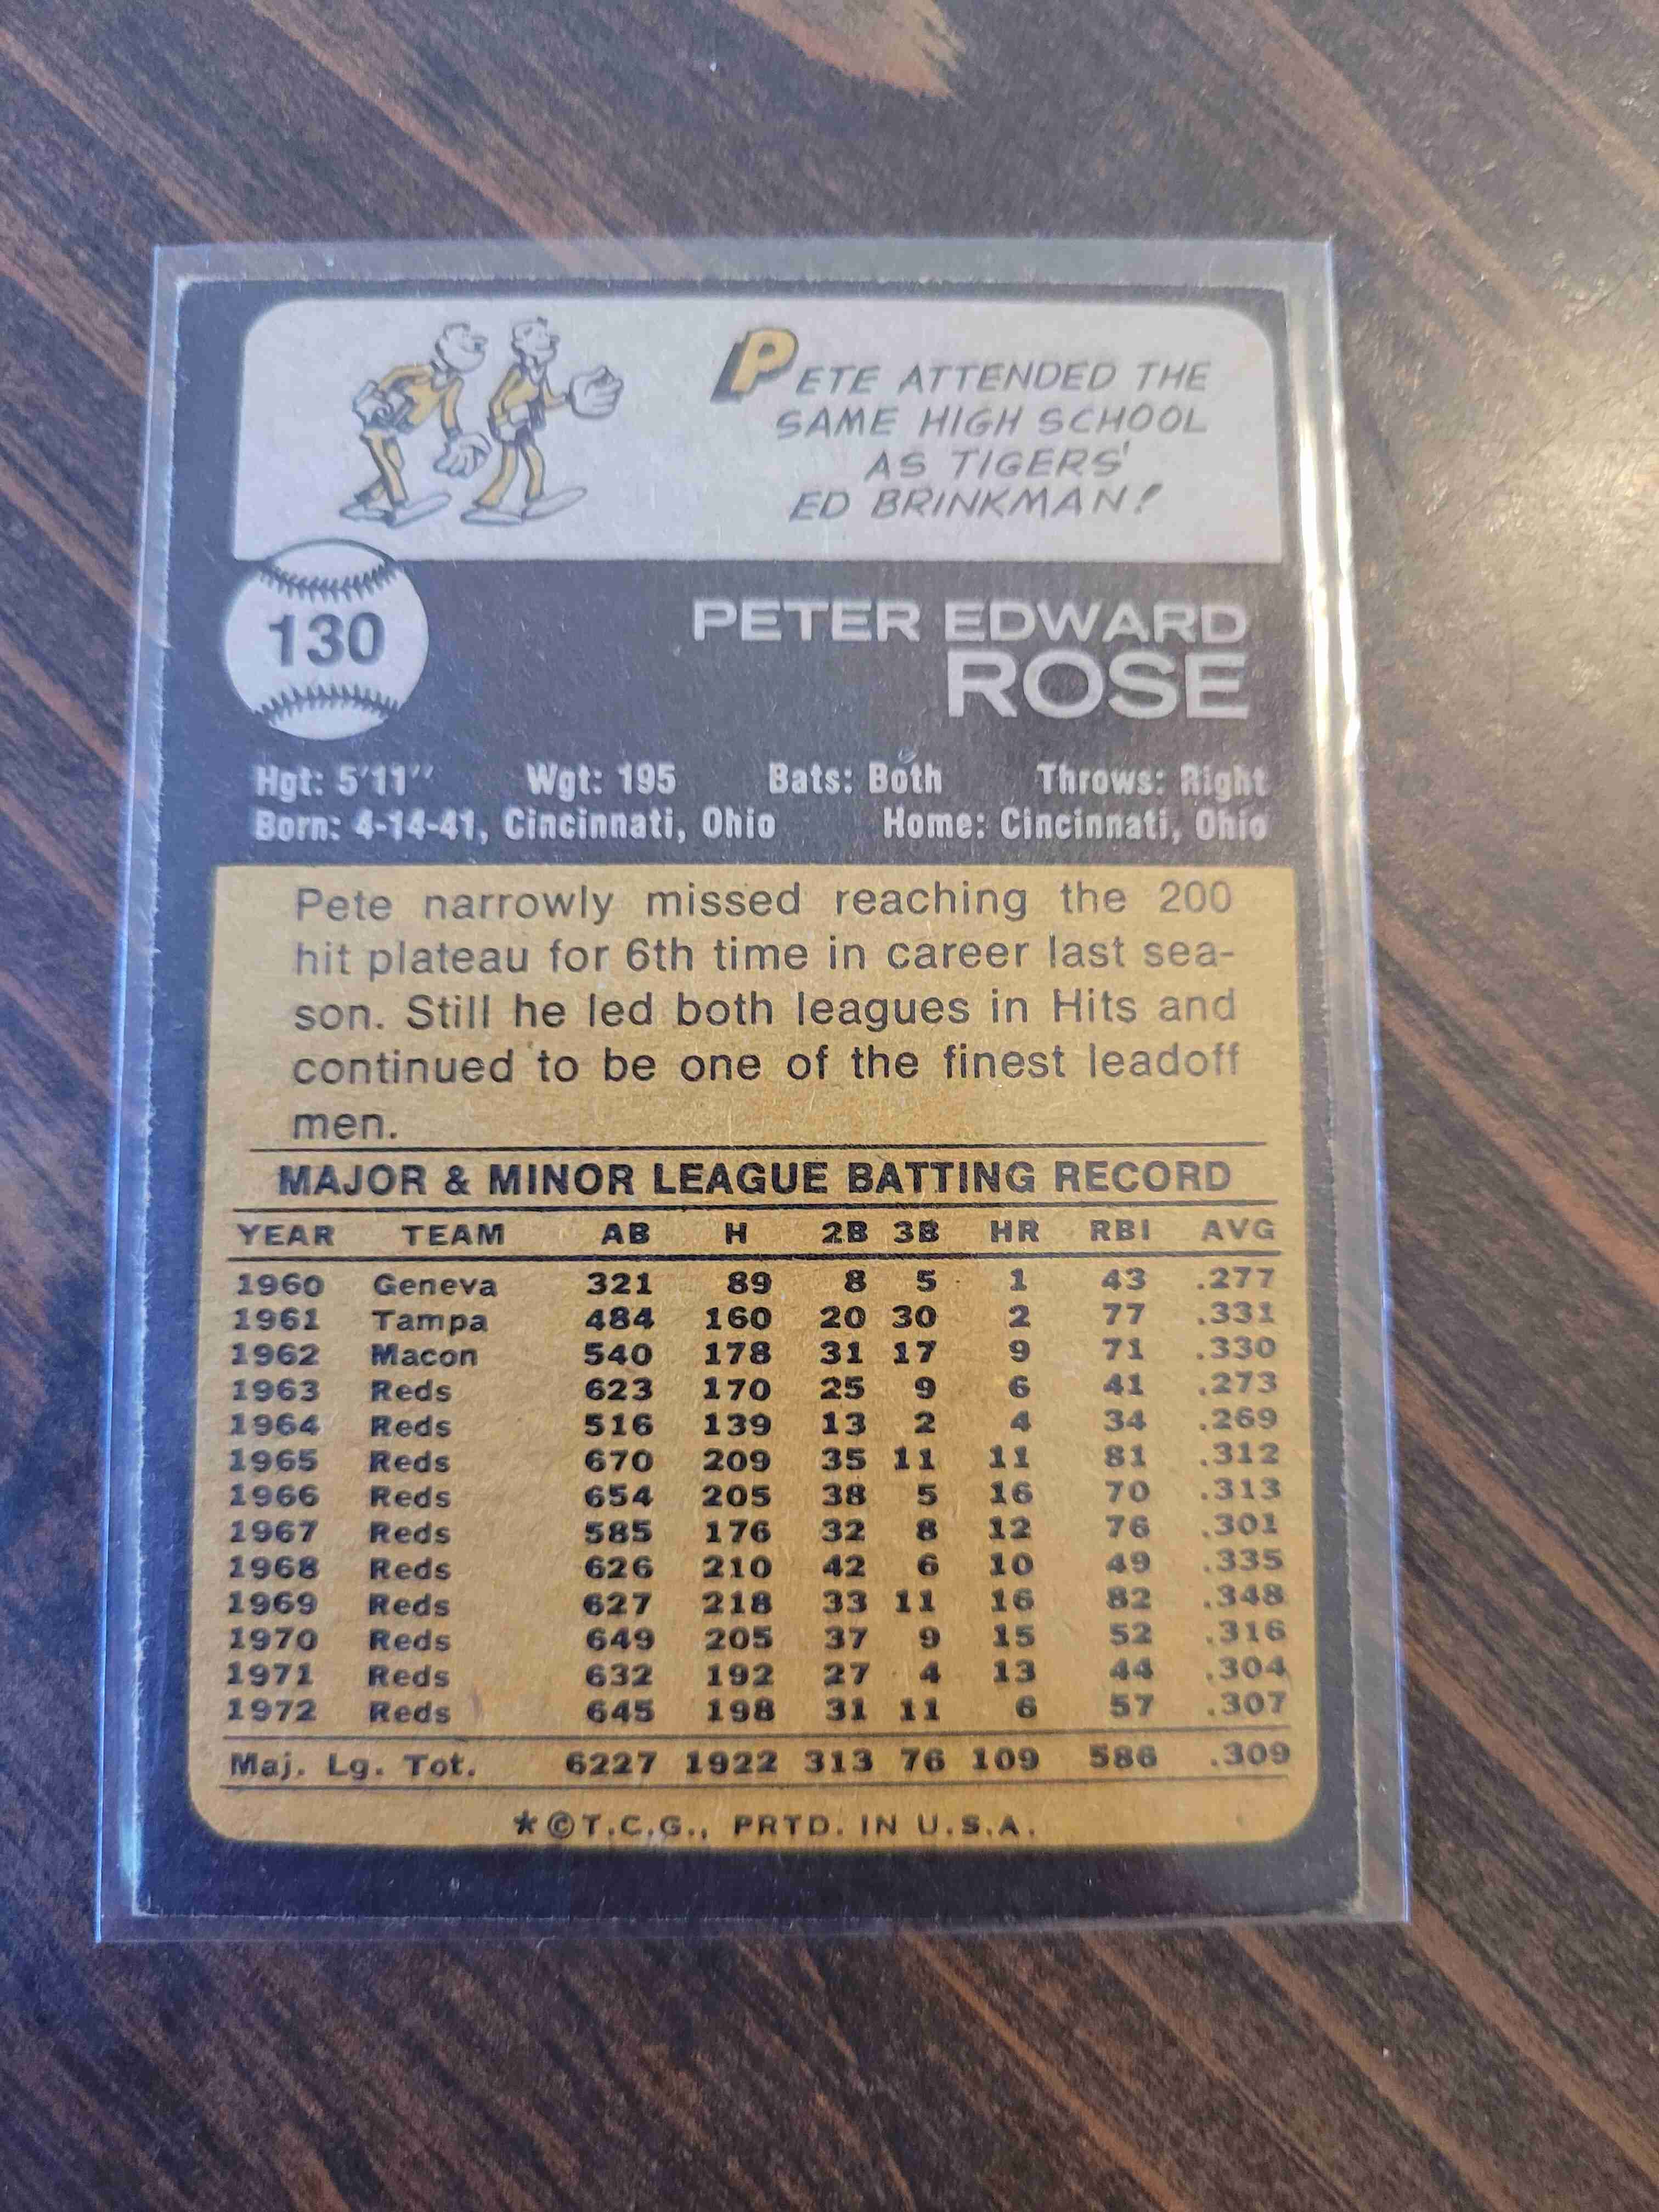 PETE ATTENDED THE
SAME HIGH SCHOOL
AS TIGERS'
ED BRINKMAN!
130
PETER EDWARD
ROSE
Hgt: 5'11" Wgt: 195 Bats: Both Throws: Right
Born: 4-14-41, Cincinnati, Ohio Home: Cincinnati, Ohio
Pete narrowly missed reaching the 200
hit plateau for 6th time in career last sea-
son. Still he led both leagues in Hits and
continued to be one of the finest leadoff
men.
MAJOR & MINOR LEAGUE BATTING RECORD
YEAR TEAM AB H 2B 3B HR RBI AVG
1960 Geneva 321 89 8 5 1 43 .277
1961 Tampa 484 160 20 30 2 77 .331
1962 Macon 540 178 31 17 9 71 .330
1963 Reds 623 170 25 9 6 41 .273
1964 Reds 516 139 13 2 4 34 .269
1965 Reds 670 209 35 11 11 81 .312
1966 Reds 654 205 38 5 16 70 .313
1967 Reds 585 176 32 8 12 76 .301
1968 Reds 626 210 42 6 10 49 .335
1969 Reds 627 218 33 11 16 82 .348
1970 Reds 649 205 37 9 15 52 .316
1971 Reds 632 192 27 4 13 44 .304
1972 Reds 645 198 31 11 6 57 .307
Maj. Lg. Tot. 6227 1922 313 76 109 586 .309
*©T.C.G., PRTD. IN U.S.A.